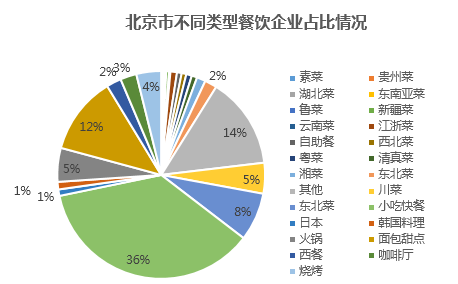 北京市不同类型餐饮企业占比情况
2%
3%
4%
2%
12%
14%
5%
5%
1%
1%
8%
36%
素菜 贵州菜
湖北菜 东南亚菜
鲁菜 新疆菜
云南菜 江浙菜
自助餐 西北菜
粤菜 清真菜
湘菜 东北菜
其他 川菜
东北菜 小吃快餐
日本 韩国料理
火锅 面包甜点
西餐 咖啡厅
烧烤